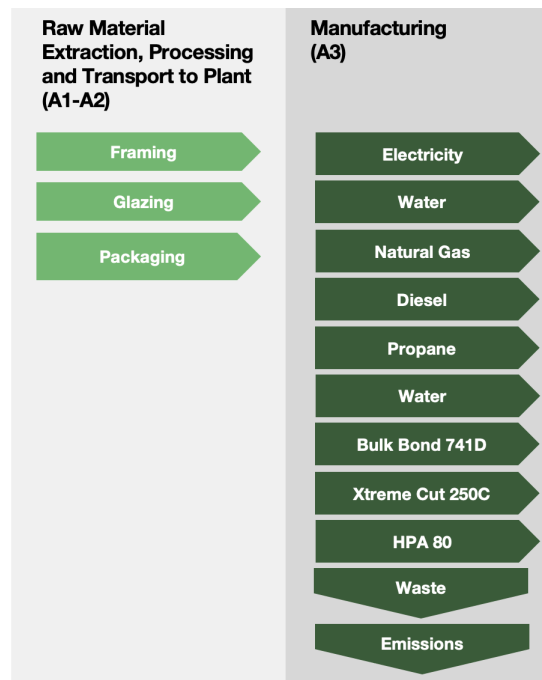 Raw Material
Extraction, Processing
and Transport to Plant
(A1-A2)
Framing
Glazing
Packaging
Manufacturing
(A3)
Electricity
Water
Natural Gas
Diesel
Propane
Water
Bulk Bond 741D
Xtreme Cut 250C
HPA 80
Waste
Emissions